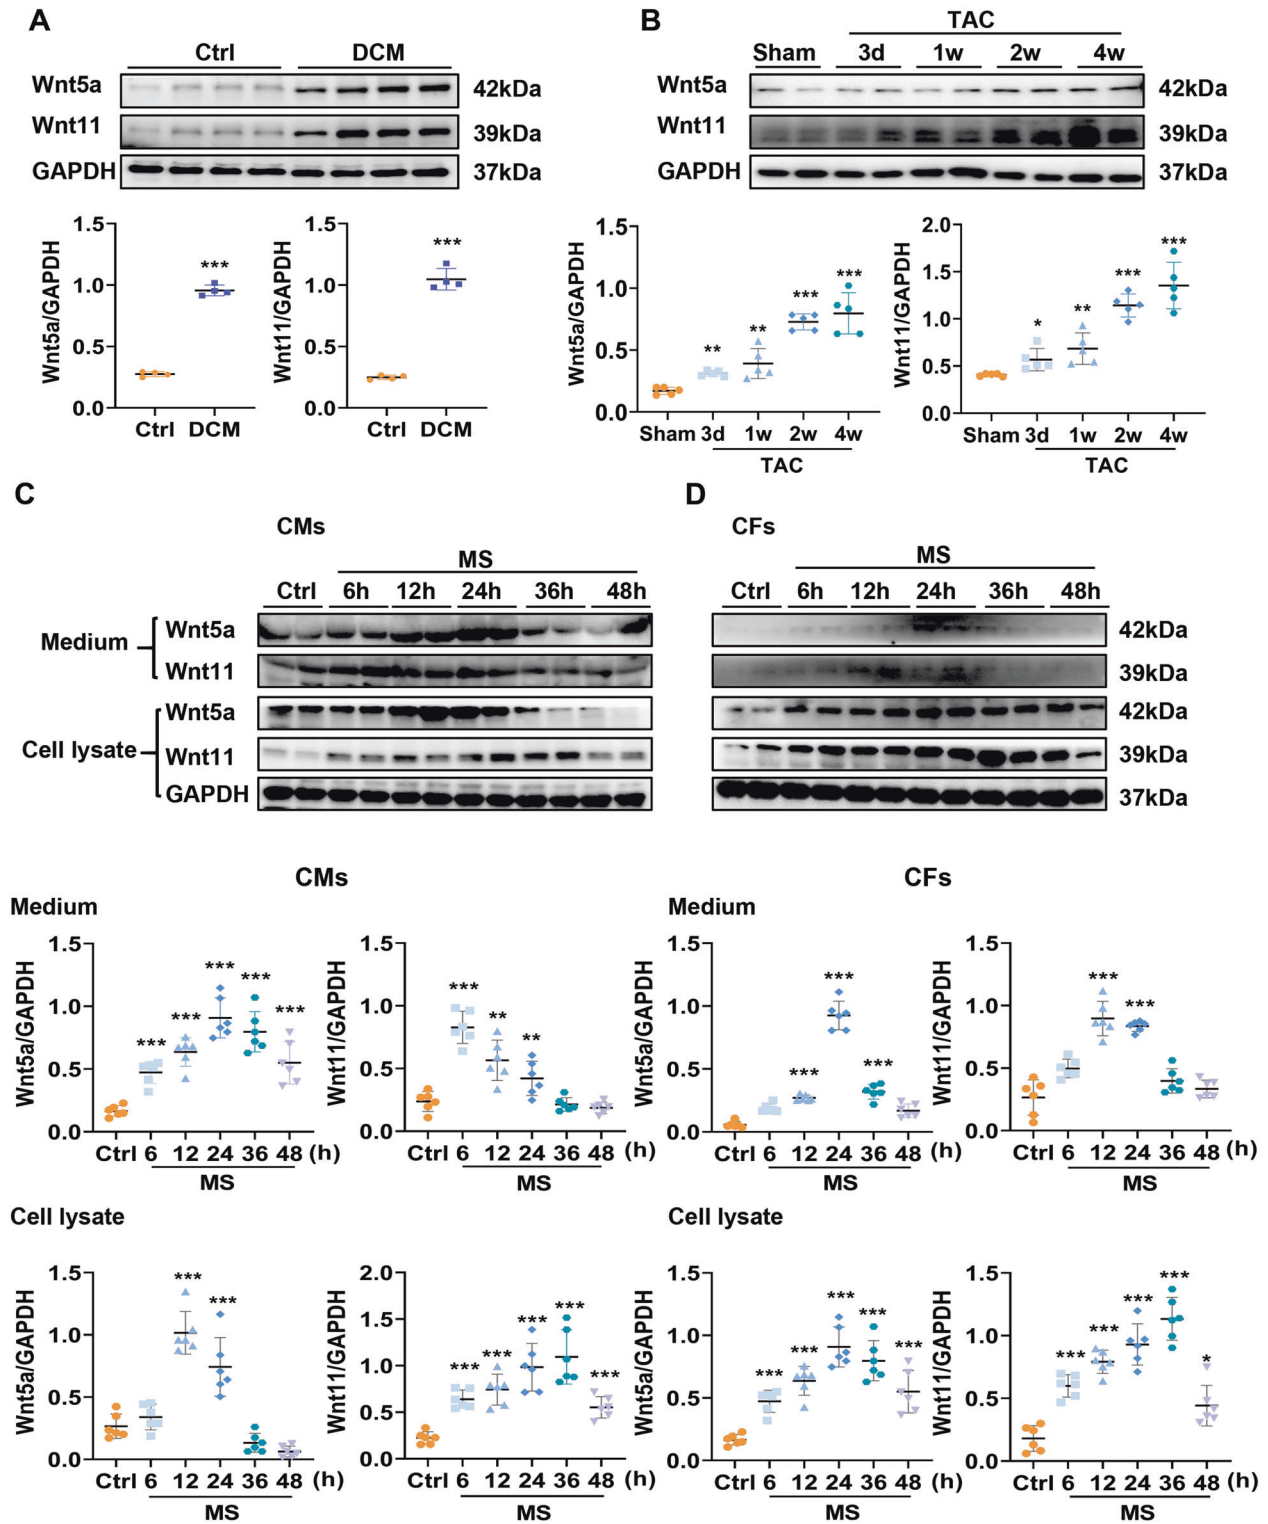 A
Ctrl DCM
Wnt5a 42kDa
Wnt11 39kDa
GAPDH 37kDa
Wnt5a/GAPDH
1.5
1.0
0.5
0.0
***
Ctrl DCM
Wnt11/GAPDH
1.5
1.0
0.5
0.0
***
Ctrl DCM
B
TAC
Sham 3d 1w 2w 4w
Wnt5a 42kDa
Wnt11 39kDa
GAPDH 37kDa
Wnt5a/GAPDH
1.5
1.0
0.5
0.0
** ** *** ***
Sham 3d 1w 2w 4w
TAC
Wnt11/GAPDH
2.0
1.5
1.0
0.5
0.0
* ** *** ***
Sham 3d 1w 2w 4w
TAC
C
CMs
MS
Ctrl 6h 12h 24h 36h 48h
Medium
Wnt5a
Wnt11
Cell lysate
Wnt5a
Wnt11
GAPDH
D
CFs
MS
Ctrl 6h 12h 24h 36h 48h
42kDa
39kDa
42kDa
39kDa
37kDa
CMs
Medium
Wnt5a/GAPDH
1.5
1.0
0.5
0.0
*** *** *** *** ***
Ctrl 6 12 24 36 48 (h)
MS
Wnt11/GAPDH
1.5
1.0
0.5
0.0
*** ** **
Ctrl 6 12 24 36 48 (h)
MS
CFs
Medium
Wnt5a/GAPDH
1.5
1.0
0.5
0.0
*** *** ***
Ctrl 6 12 24 36 48 (h)
MS
Wnt11/GAPDH
1.5
1.0
0.5
0.0
*** ***
Ctrl 6 12 24 36 48 (h)
MS
Cell lysate
Wnt5a/GAPDH
1.5
1.0
0.5
0.0
*** ***
Ctrl 6 12 24 36 48 (h)
MS
Wnt11/GAPDH
2.0
1.5
1.0
0.5
0.0
*** *** *** *** ***
Ctrl 6 12 24 36 48 (h)
MS
Cell lysate
Wnt5a/GAPDH
1.5
1.0
0.5
0.0
*** *** *** *** ***
Ctrl 6 12 24 36 48 (h)
MS
Wnt11/GAPDH
1.5
1.0
0.5
0.0
*** *** *** *** *
Ctrl 6 12 24 36 48 (h)
MS